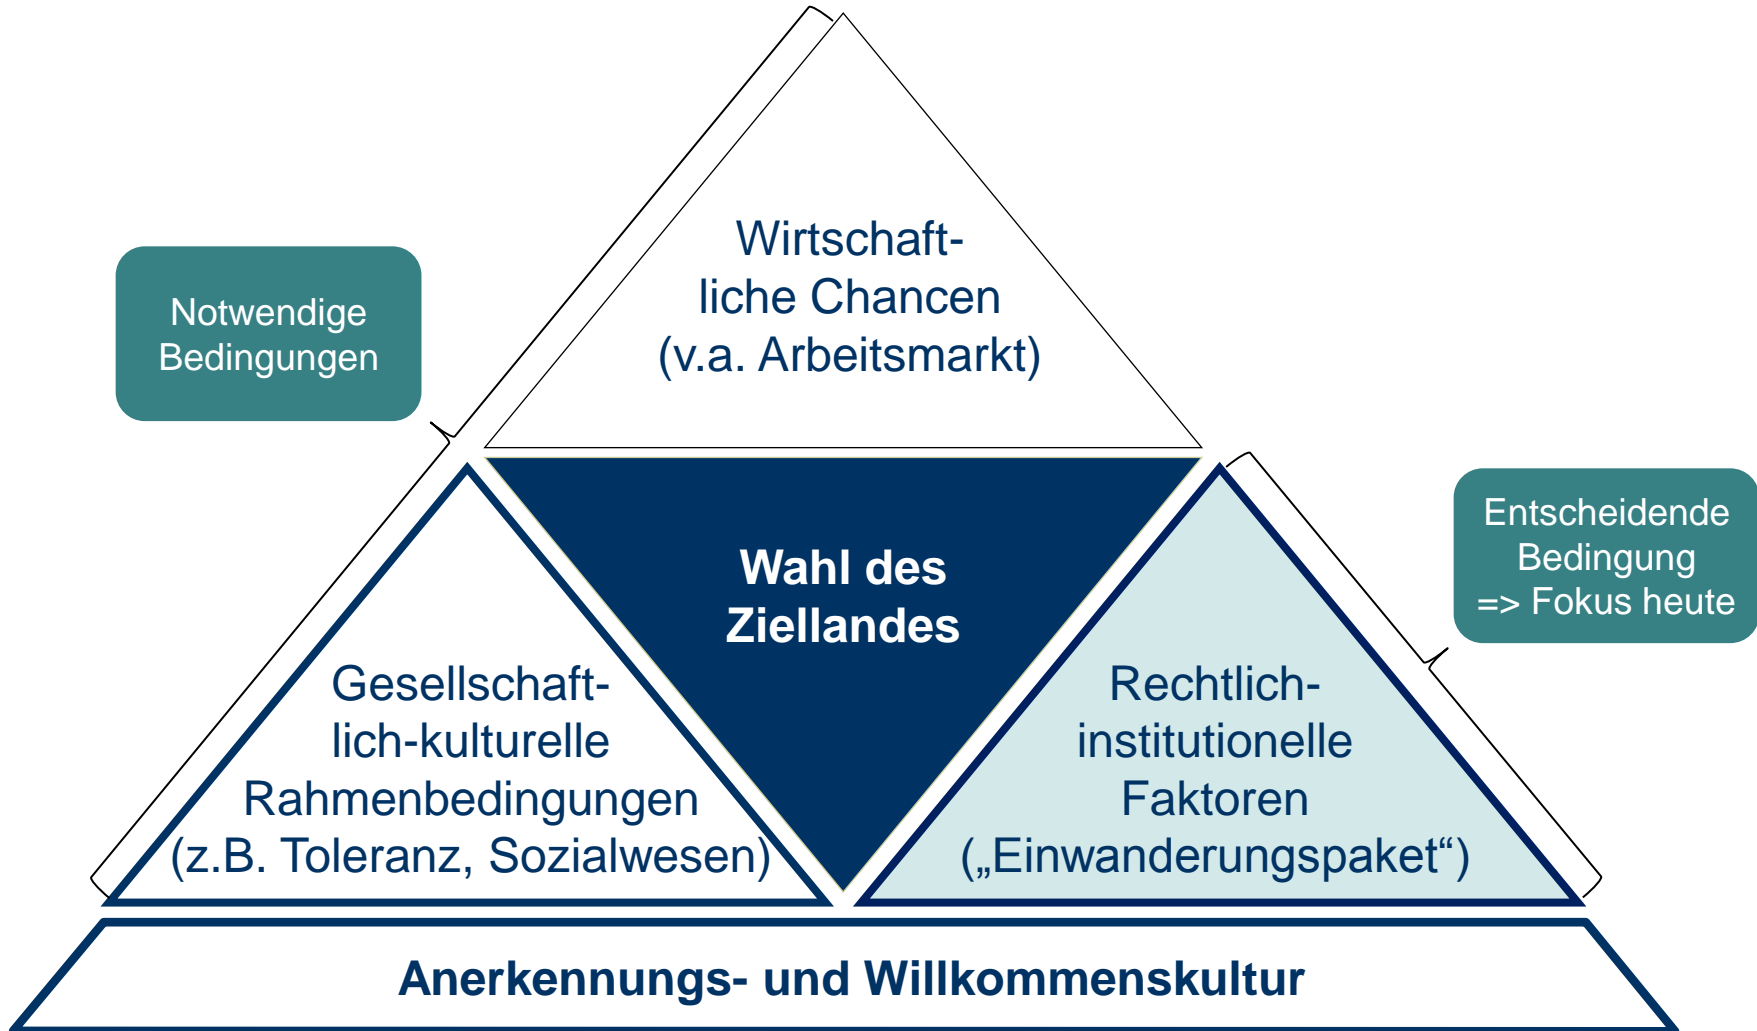 Wirtschaft-
liche Chancen
(v.a. Arbeitsmarkt)
Notwendige
Bedingungen
Wahl des
Ziellandes
Entscheidende
Bedingung
=> Fokus heute
Gesellschaft-
lich-kulturelle
Rahmenbedingungen
(z.B. Toleranz, Sozialwesen)
Rechtlich-
institutionelle
Faktoren
(„Einwanderungspaket“)
Anerkennungs- und Willkommenskultur